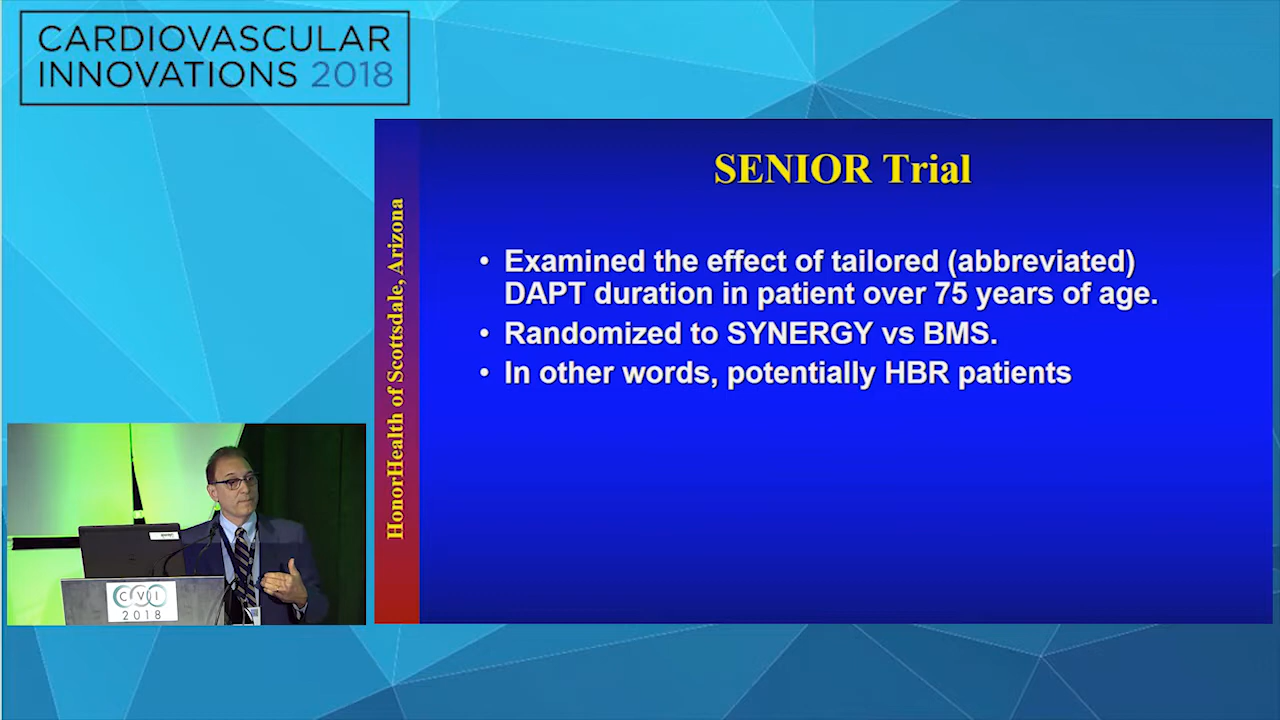 CARDIOVASCULAR
INNOVATIONS 2018
SENIOR Trial
• Examined the effect of tailored (abbreviated)
DAPT duration in patient over 75 years of age.
• Randomized to SYNERGY vs BMS.
• In other words, potentially HBR patients
HonorHealth of Scottsdale, Arizona
CVI
2018